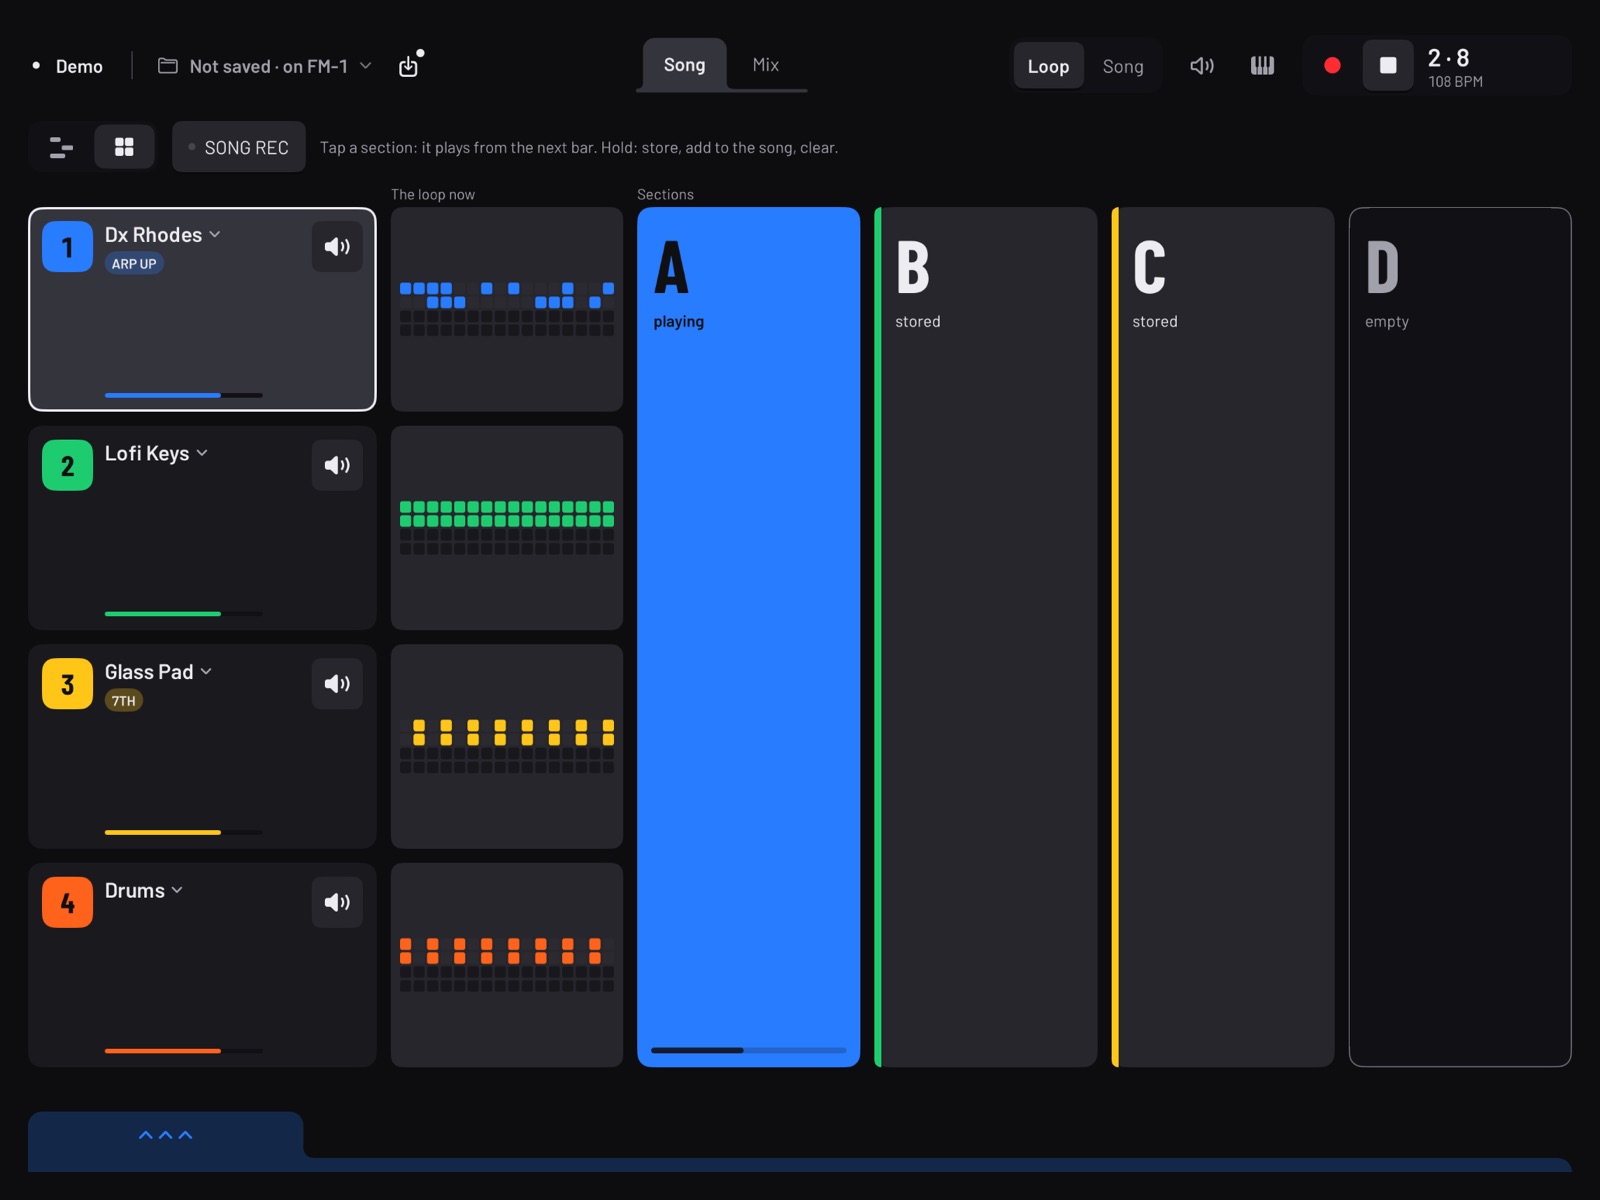 Demo
Not saved · on FM-1
Song
Mix
Loop
Song
2 · 8
108 BPM
SONG REC
Tap a section: it plays from the next bar. Hold: store, add to the song, clear.
The loop now
Sections
1
Dx Rhodes
ARP UP
A
playing
B
stored
C
stored
D
empty
2
Lofi Keys
3
Glass Pad
7TH
4
Drums